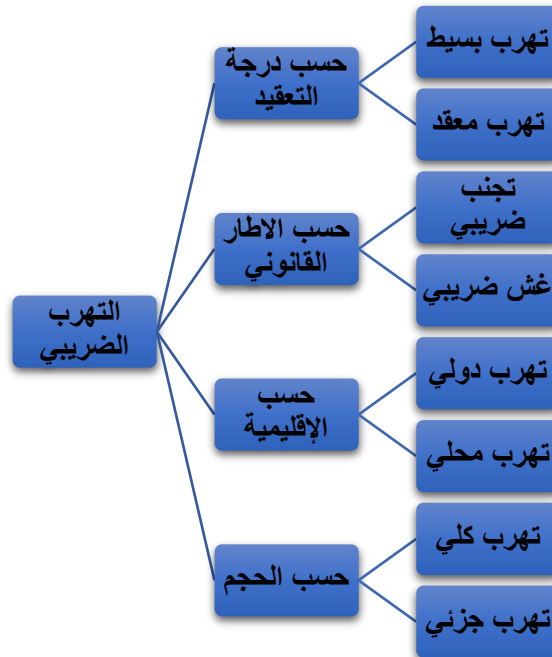 التهرب
الضريبي
حسب درجة
التعقيد
تهرب بسيط
تهرب معقد
حسب الاطار
القانوني
تجنب
ضريبي
غش ضريبي
حسب
الإقليمية
تهرب دولي
تهرب محلي
حسب الحجم
تهرب كلي
تهرب جزئي